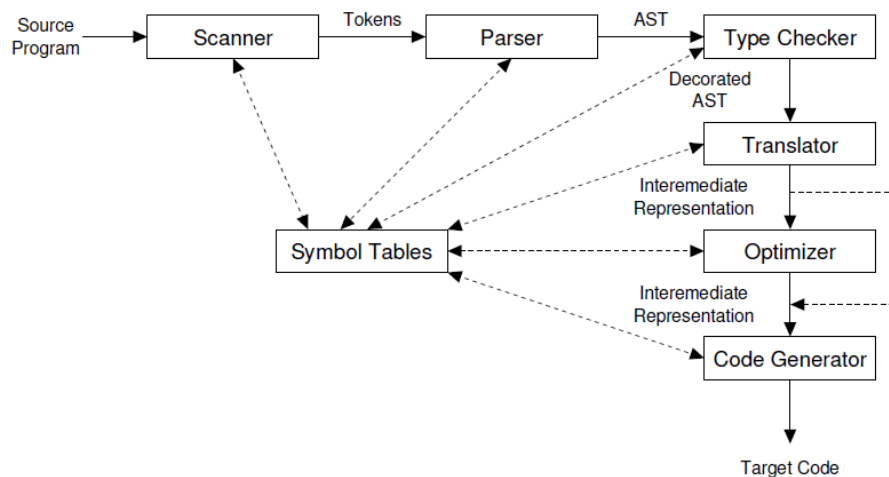 Source
Program
Scanner
Tokens
Parser
AST
Type Checker
Decorated
AST
Translator
Interemediate
Representation
Symbol Tables
Optimizer
Interemediate
Representation
Code Generator
Target Code